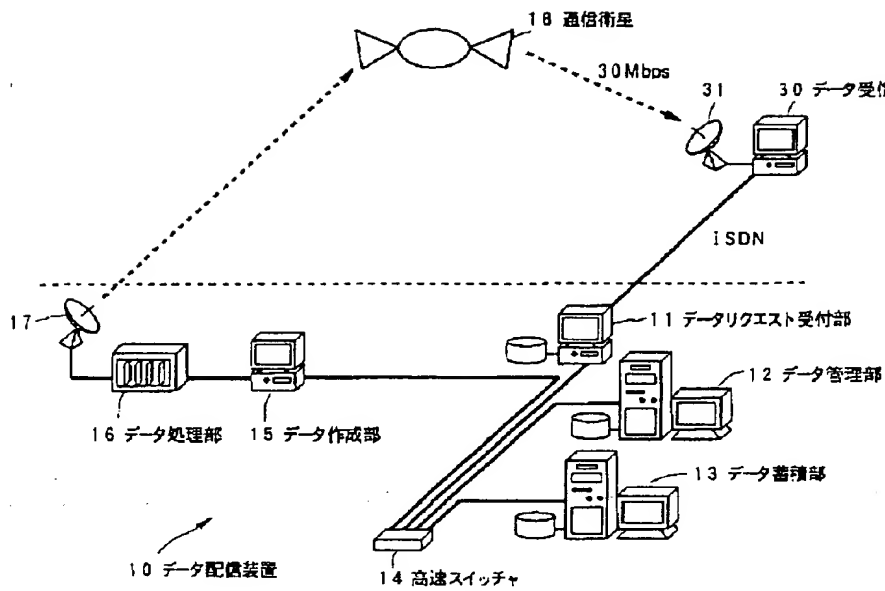 18 通信衛星
30Mbps
31
30 データ受信
ISDN
17
11 データリクエスト受付部
12 データ管理部
16 データ処理部
15 データ作成部
13 データ蓄積部
10 データ配信装置
14 高速スイッチャ